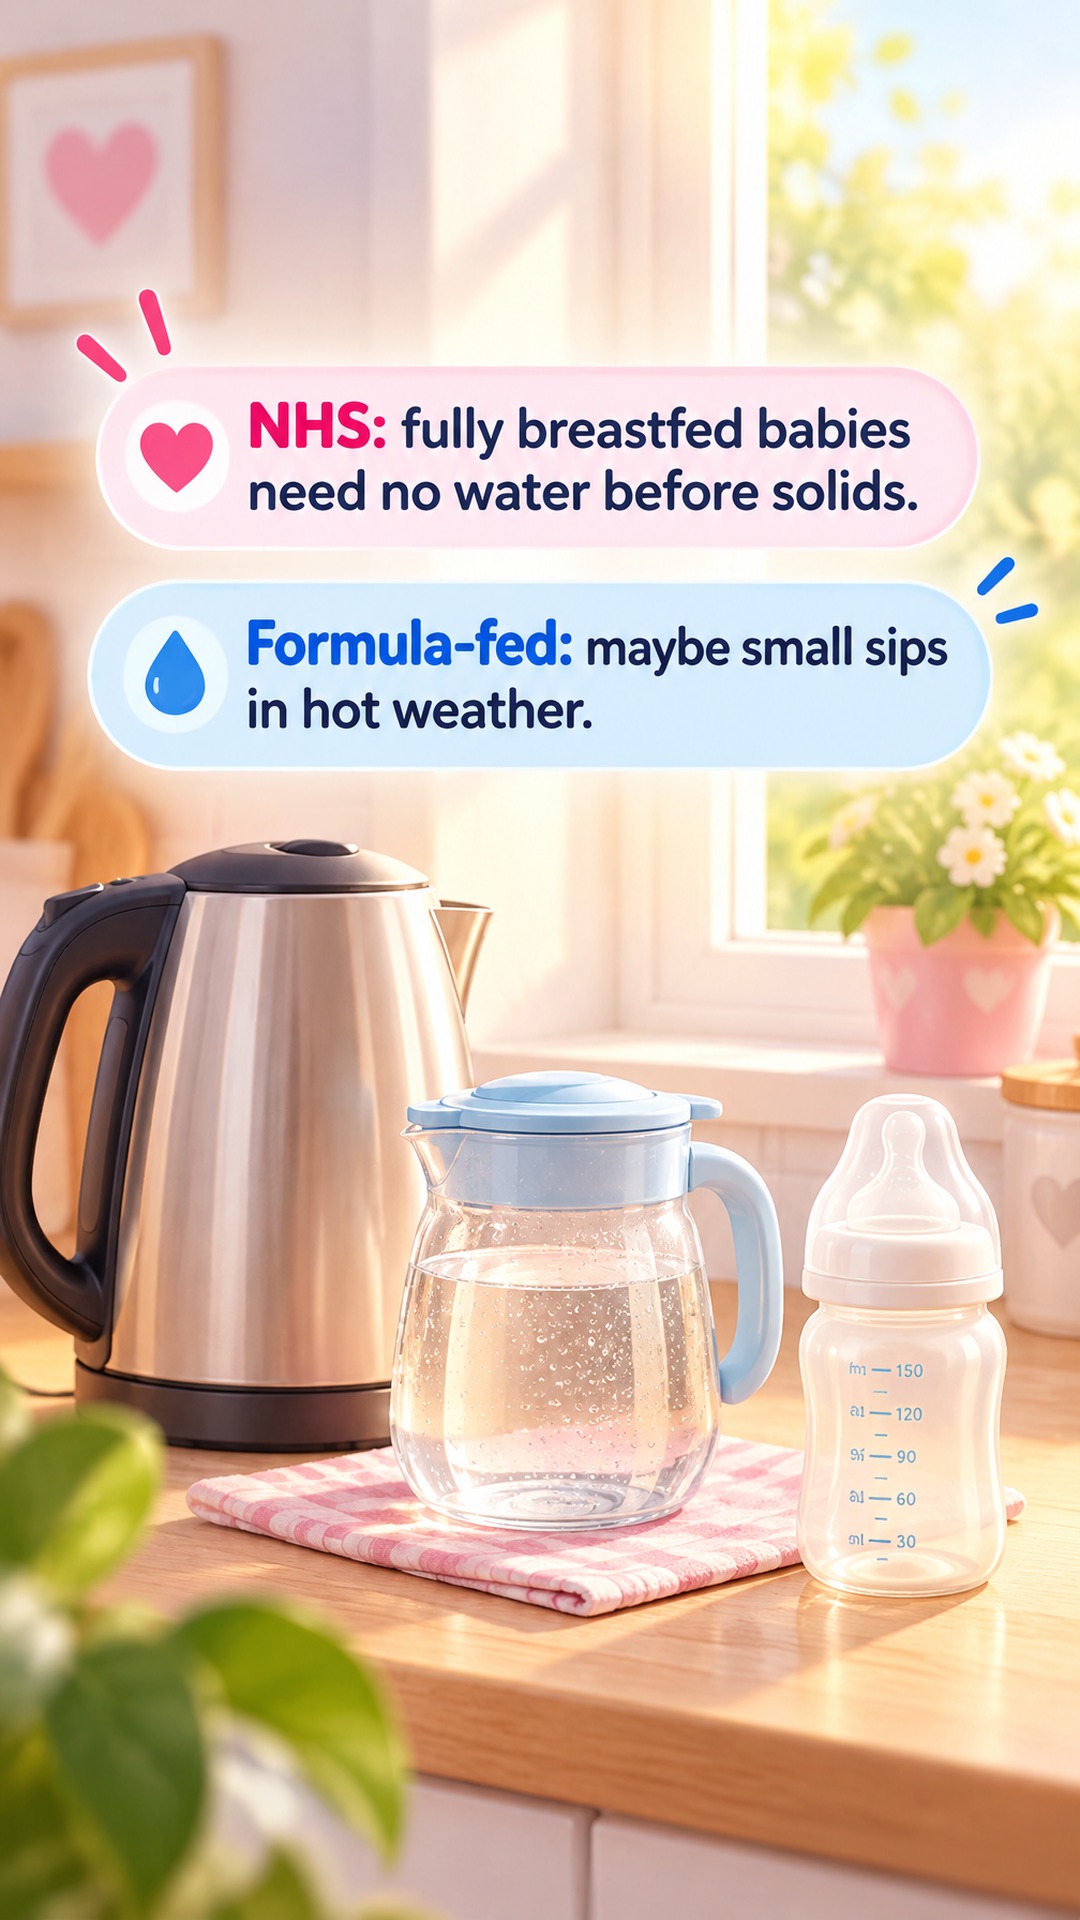 NHS: fully breastfed babies
need no water before solids.
Formula-fed: maybe small sips
in hot weather.
150
120
90
60
30